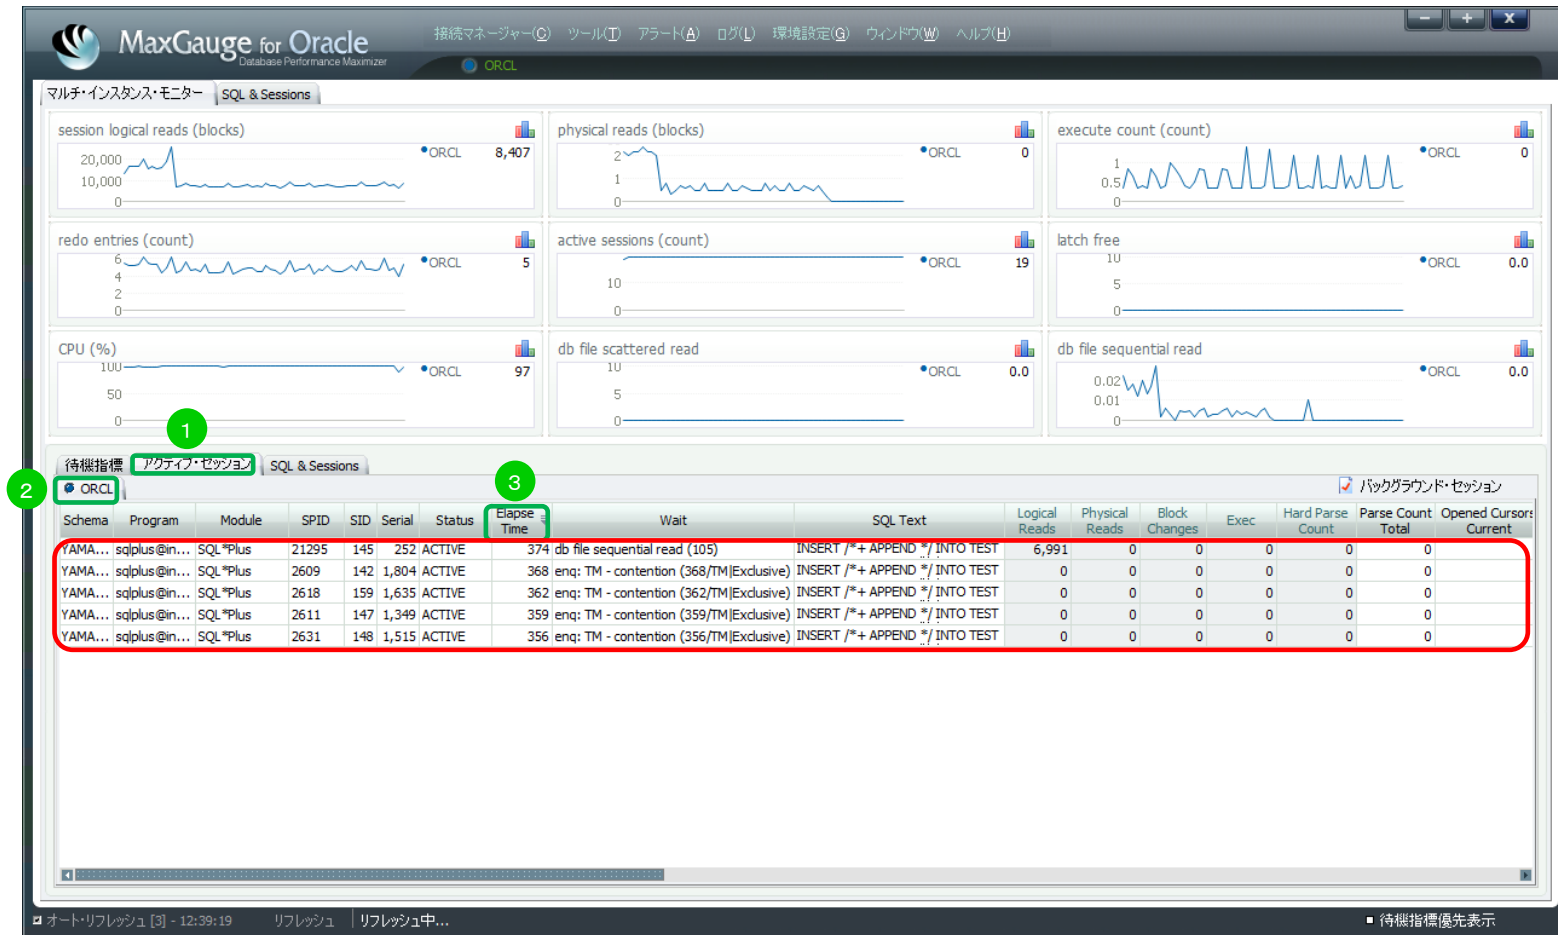 MaxGauge for Oracle
Database Performance Maximizer
接続マネージャー(C) ツール(T) アラート(A) ログ(L) 環境設定(G) ウィンドウ(W) ヘルプ(H)
ORCL
マルチ・インスタンス・モニター SQL & Sessions
session logical reads (blocks)
20,000
10,000
0
ORCL 8,407
physical reads (blocks)
2
1
0
ORCL 0
execute count (count)
1
0.5
0
ORCL 0
redo entries (count)
6
4
2
0
ORCL 5
active sessions (count)
10
0
ORCL 19
latch free
10
5
0
ORCL 0.0
CPU (%)
100
50
0
ORCL 97
db file scattered read
10
5
0
ORCL 0.0
db file sequential read
0.02
0.01
0
ORCL 0.0
1
待機指標 アクティブ・セッション SQL & Sessions
2
ORCL
3
バックグラウンド・セッション
Schema Program Module SPID SID Serial Status Elapse Time Wait SQL Text Logical Reads Physical Reads Block Changes Exec Hard Parse Count Parse Count Total Opened Cursors Current
YAMA... sqlplus@in... SQL*Plus 21295 145 252 ACTIVE 374 db file sequential read (105) INSERT /*+ APPEND */ INTO TEST 6,991 0 0 0 0 0
YAMA... sqlplus@in... SQL*Plus 2609 142 1,804 ACTIVE 368 enq: TM - contention (368/TM|Exclusive) INSERT /*+ APPEND */ INTO TEST 0 0 0 0 0 0
YAMA... sqlplus@in... SQL*Plus 2618 159 1,635 ACTIVE 362 enq: TM - contention (362/TM|Exclusive) INSERT /*+ APPEND */ INTO TEST 0 0 0 0 0 0
YAMA... sqlplus@in... SQL*Plus 2611 147 1,349 ACTIVE 359 enq: TM - contention (359/TM|Exclusive) INSERT /*+ APPEND */ INTO TEST 0 0 0 0 0 0
YAMA... sqlplus@in... SQL*Plus 2631 148 1,515 ACTIVE 356 enq: TM - contention (356/TM|Exclusive) INSERT /*+ APPEND */ INTO TEST 0 0 0 0 0 0
オート・リフレッシュ [3] - 12:39:19 リフレッシュ リフレッシュ中... 待機指標優先表示